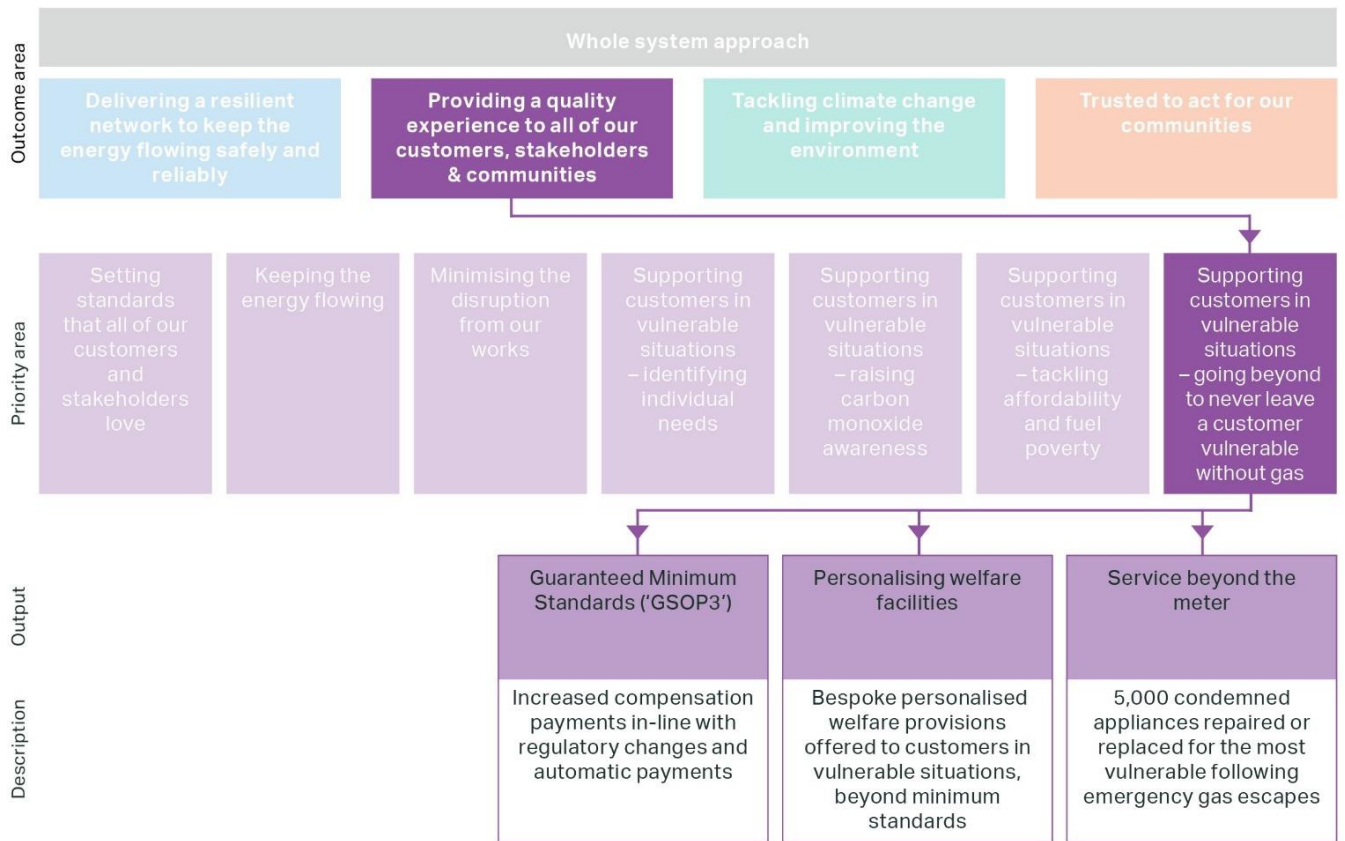 Outcome area
Whole system approach
Delivering a resilient
network to keep the
energy flowing safely and
reliably
Providing a quality
experience to all of our
customers, stakeholders
& communities
Tackling climate change
and improving the
environment
Trusted to act for our
communities
Priority area
Setting
standards
that all of our
customers
and
stakeholders
love
Keeping the
energy flowing
Minimising the
disruption
from our
works
Supporting
customers in
vulnerable
situations
– identifying
individual
needs
Supporting
customers in
vulnerable
situations
– raising
carbon
monoxide
awareness
Supporting
customers in
vulnerable
situations
– tackling
affordability
and fuel
poverty
Supporting
customers in
vulnerable
situations
– going beyond
to never leave
a customer
vulnerable
without gas
Output
Guaranteed Minimum
Standards (‘GSOP3’)
Personalising welfare
facilities
Service beyond the
meter
Description
Increased compensation
payments in-line with
regulatory changes and
automatic payments
Bespoke personalised
welfare provisions
offered to customers in
vulnerable situations,
beyond minimum
standards
5,000 condemned
appliances repaired or
replaced for the most
vulnerable following
emergency gas escapes